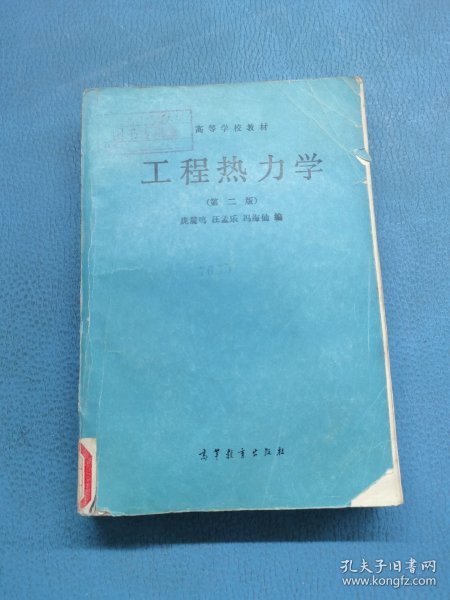 高等学校教材
工程热力学
(第二版)
庞麓鸣 汪孟乐 冯海仙 编
高等教育出版社
孔夫子旧书网
www.kongfz.com